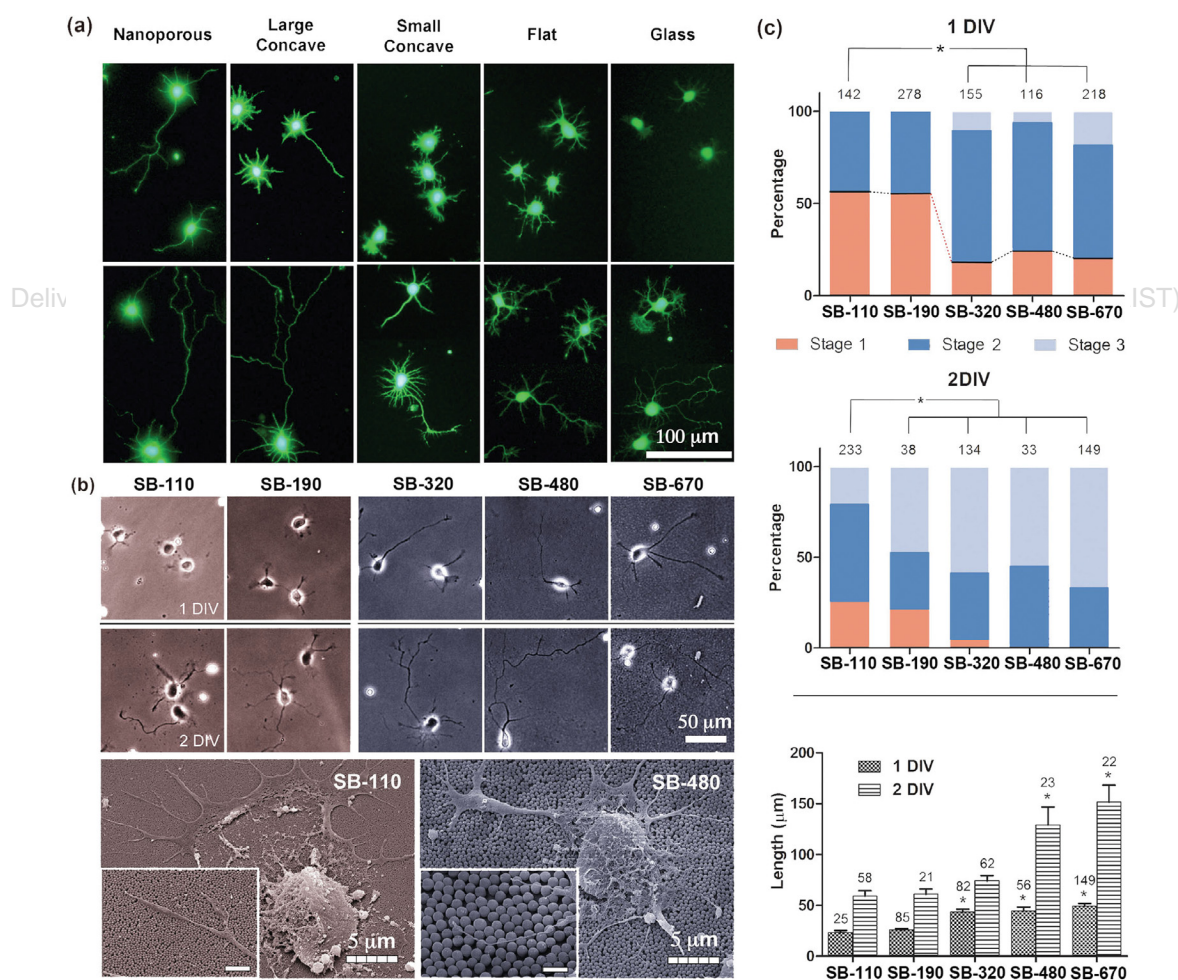 (a)
Nanoporous
Large
Concave
Small
Concave
Flat
Glass
100 μm
Deliv
IST)
(b)
SB-110
SB-190
SB-320
SB-480
SB-670
1 DIV
2 DIV
50 μm
SB-110
5 μm
SB-480
5 μm
(c)
1 DIV
*
142 278 155 116 218
Percentage
100
50
0
SB-110 SB-190 SB-320 SB-480 SB-670
Stage 1 Stage 2 Stage 3
2DIV
*
233 38 134 33 149
Percentage
100
50
0
SB-110 SB-190 SB-320 SB-480 SB-670
Length (μm)
200
150
100
50
0
1 DIV
2 DIV
25 58 85 21 82 * 62 56 * 23 * 149 * 22 *
SB-110 SB-190 SB-320 SB-480 SB-670